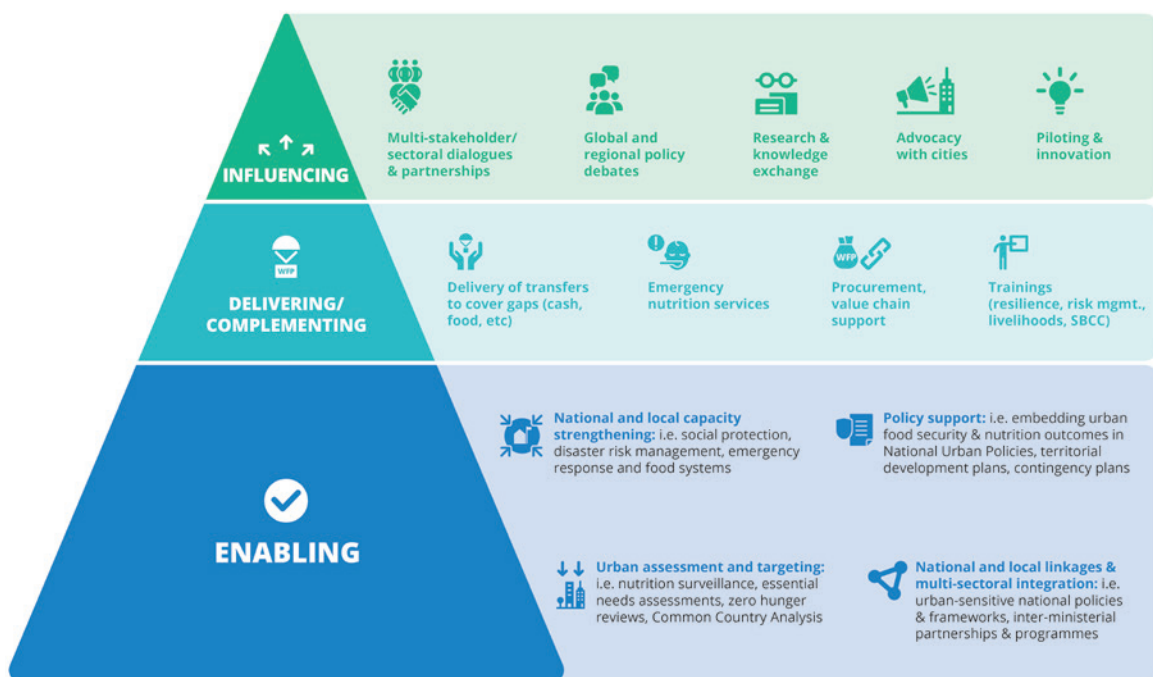 INFLUENCING
Multi-stakeholder/
sectoral dialogues
& partnerships
Global and
regional policy
debates
Research &
knowledge
exchange
Advocacy
with cities
Piloting &
innovation
WFP
DELIVERING/
COMPLEMENTING
Delivery of transfers
to cover gaps (cash,
food, etc)
Emergency
nutrition services
WFP
Procurement,
value chain
support
Trainings
(resilience, risk mgmt.,
livelihoods, SBCC)
ENABLING
National and local capacity
strengthening: i.e. social protection,
disaster risk management, emergency
response and food systems
Policy support: i.e. embedding urban
food security & nutrition outcomes in
National Urban Policies, territorial
development plans, contingency plans
Urban assessment and targeting:
i.e. nutrition surveillance, essential
needs assessments, zero hunger
reviews, Common Country Analysis
National and local linkages &
multi-sectoral integration: i.e.
urban-sensitive national policies
& frameworks, inter-ministerial
partnerships & programmes